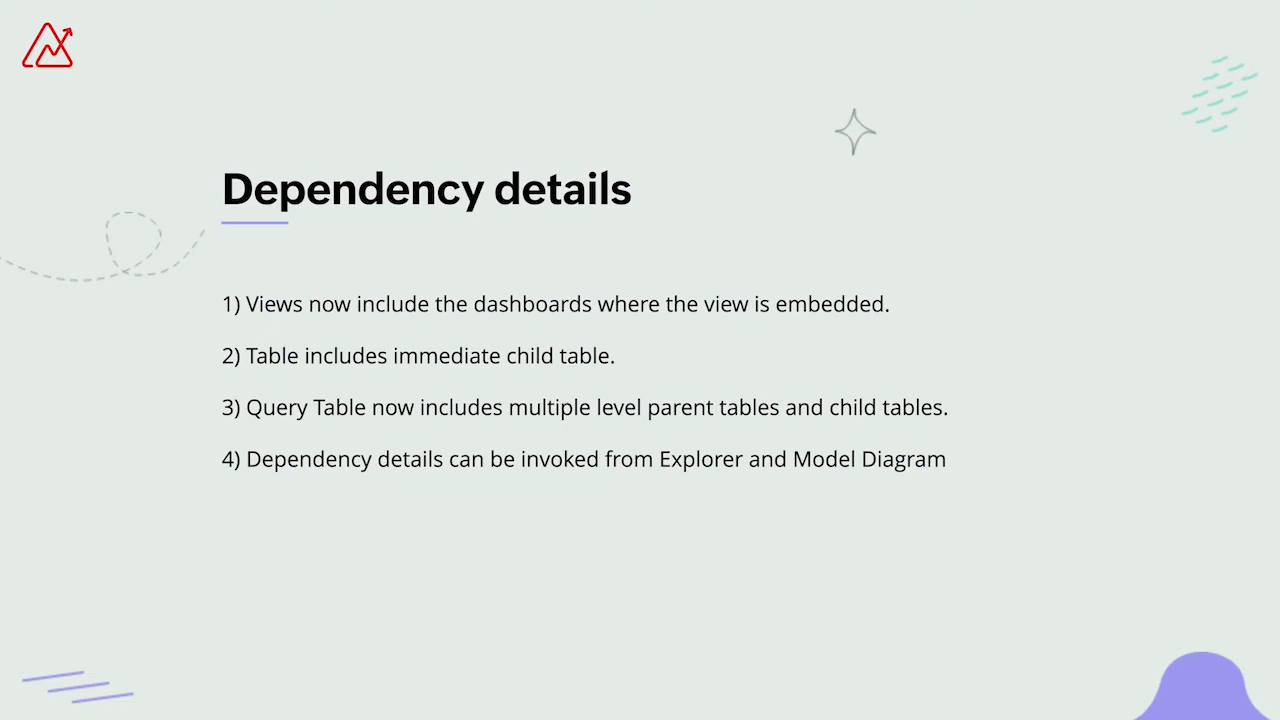 Dependency details
1) Views now include the dashboards where the view is embedded.
2) Table includes immediate child table.
3) Query Table now includes multiple level parent tables and child tables.
4) Dependency details can be invoked from Explorer and Model Diagram